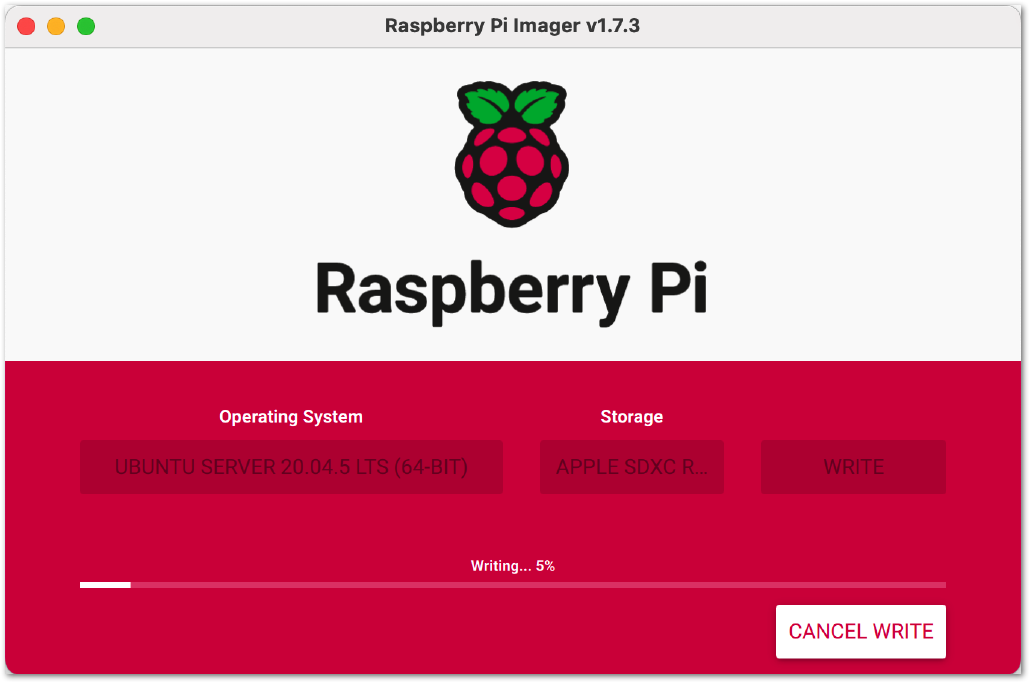 Raspberry Pi Imager v1.7.3
Raspberry Pi
Operating System
Storage
UBUNTU SERVER 20.04.5 LTS (64-BIT)
APPLE SDXC R...
WRITE
Writing... 5%
CANCEL WRITE